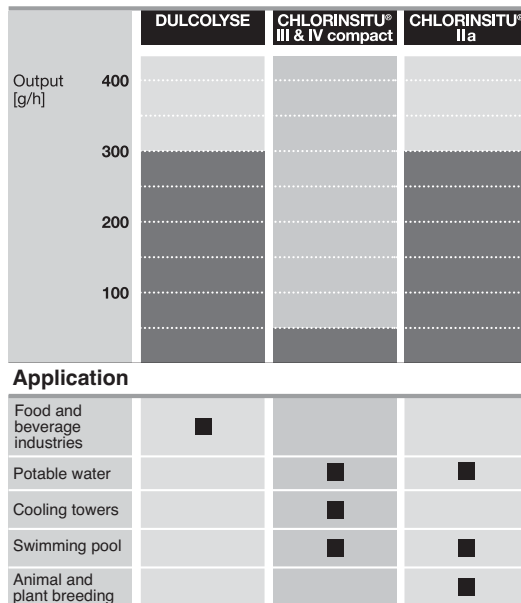 DULCOLYSE
CHLORINSITU®
III & IV compact
CHLORINSITU®
II a
Output
[g/h]
400
300
200
100
Application
Food and
beverage
industries
Potable water
Cooling towers
Swimming pool
Animal and
plant breeding